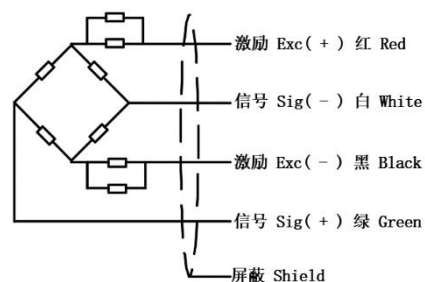 激励 Exc( + ) 红 Red
信号 Sig( - ) 白 White
激励 Exc( - ) 黑 Black
信号 Sig( + ) 绿 Green
屏蔽 Shield